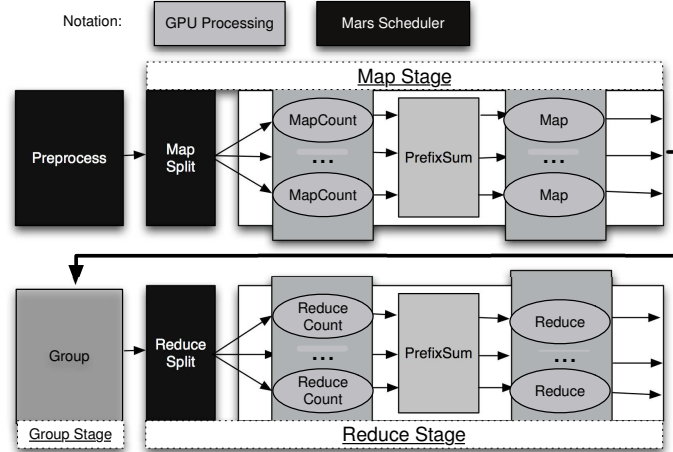 Notation:
GPU Processing
Mars Scheduler
Map Stage
Preprocess
Map
Split
MapCount
...
MapCount
PrefixSum
Map
...
Map
Group
Group Stage
Reduce
Split
Reduce
Count
...
Reduce
Count
PrefixSum
Reduce
...
Reduce
Reduce Stage